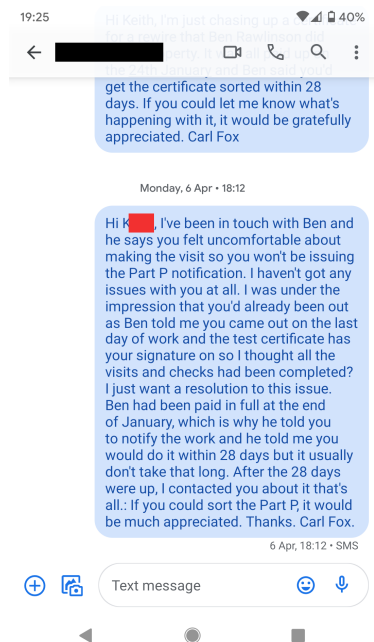 19:25
40%
Hi Keith, I'm just chasing up a
for a rewire that Ben Rawlinson did
the 24th January and Ben said you'd
get the certificate sorted within 28
days. If you could let me know what's
happening with it, it would be gratefully
appreciated. Carl Fox
Monday, 6 Apr • 18:12
Hi K , I've been in touch with Ben and
he says you felt uncomfortable about
making the visit so you won't be issuing
the Part P notification. I haven't got any
issues with you at all. I was under the
impression that you'd already been out
as Ben told me you came out on the last
day of work and the test certificate has
your signature on so I thought all the
visits and checks had been completed?
I just want a resolution to this issue.
Ben had been paid in full at the end
of January, which is why he told you
to notify the work and he told me you
would do it within 28 days but it usually
don't take that long. After the 28 days
were up, I contacted you about it that's
all.: If you could sort the Part P, it would
be much appreciated. Thanks. Carl Fox.
6 Apr, 18:12 • SMS
Text message